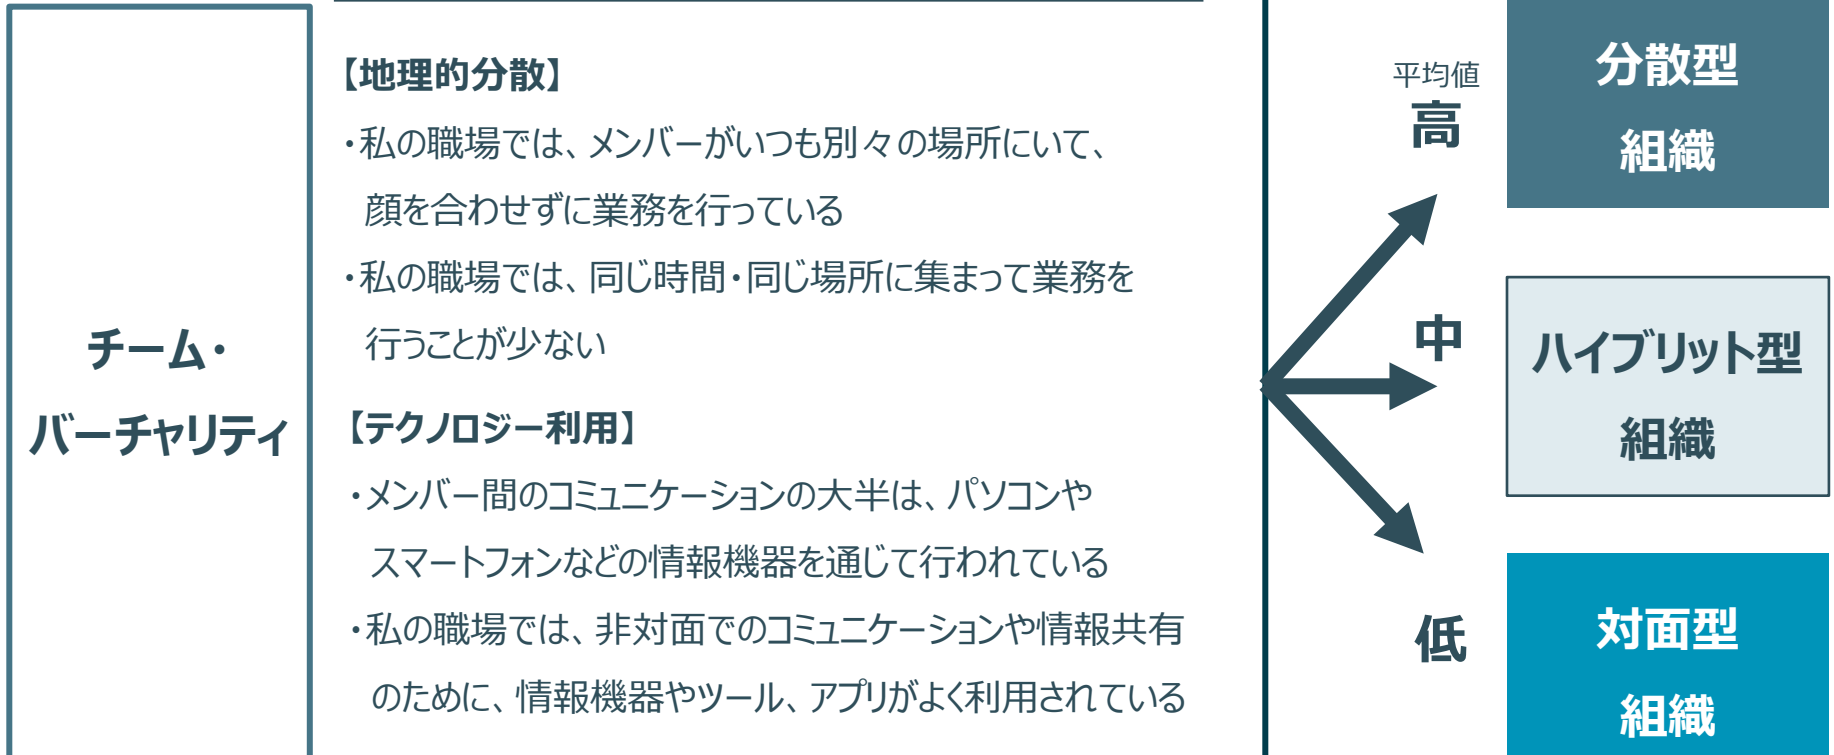 チーム・
バーチャリティ
【地理的分散】
・私の職場では、メンバーがいつも別々の場所にいて、
顔を合わせずに業務を行っている
・私の職場では、同じ時間・同じ場所に集まって業務を
行うことが少ない
【テクノロジー利用】
・メンバー間のコミュニケーションの大半は、パソコンや
スマートフォンなどの情報機器を通じて行われている
・私の職場では、非対面でのコミュニケーションや情報共有
のために、情報機器やツール、アプリがよく利用されている
平均値
高
中
低
分散型
組織
ハイブリット型
組織
対面型
組織